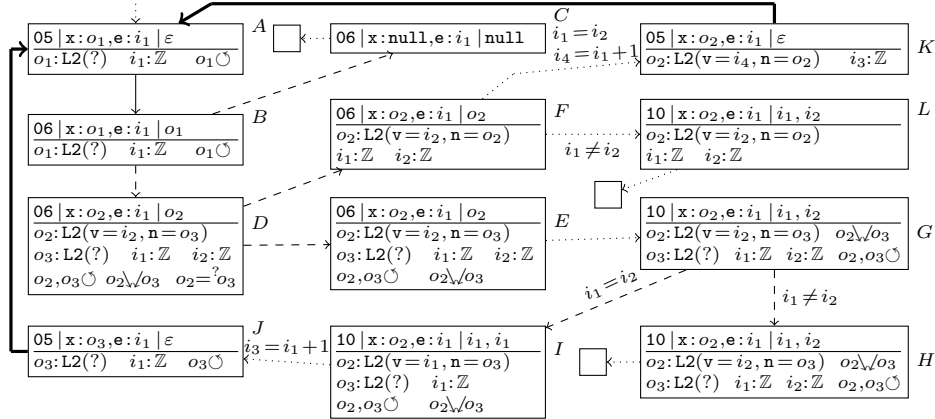 05 | x:o₁,e:i₁ | ε
o₁:L2(?) i₁:ℤ o₁↺
A
06 | x:null,e:i₁ | null
C
i₁=i₂
i₄=i₁+1
05 | x:o₂,e:i₁ | ε
o₂:L2(v=i₄,n=o₂) i₃:ℤ
K
06 | x:o₁,e:i₁ | o₁
o₁:L2(?) i₁:ℤ o₁↺
B
06 | x:o₂,e:i₁ | o₂
o₂:L2(v=i₂,n=o₂)
i₁:ℤ i₂:ℤ
F
i₁≠i₂
10 | x:o₂,e:i₁ | i₁,i₂
o₂:L2(v=i₂,n=o₂)
i₁:ℤ i₂:ℤ
L
06 | x:o₂,e:i₁ | o₂
o₂:L2(v=i₂,n=o₃)
o₃:L2(?) i₁:ℤ i₂:ℤ
o₂,o₃↺ o₂\/o₃ o₂=?o₃
D
06 | x:o₂,e:i₁ | o₂
o₂:L2(v=i₂,n=o₃)
o₃:L2(?) i₁:ℤ i₂:ℤ
o₂,o₃↺ o₂\/o₃
E
10 | x:o₂,e:i₁ | i₁,i₂
o₂:L2(v=i₂,n=o₃) o₂\/o₃
o₃:L2(?) i₁:ℤ i₂:ℤ o₂,o₃↺
G
i₁=i₂
i₁≠i₂
05 | x:o₃,e:i₁ | ε
o₃:L2(?) i₁:ℤ o₃↺
J
i₃=i₁+1
10 | x:o₂,e:i₁ | i₁,i₁
o₂:L2(v=i₁,n=o₃)
o₃:L2(?) i₁:ℤ
o₂,o₃↺ o₂\/o₃
I
10 | x:o₂,e:i₁ | i₁,i₂
o₂:L2(v=i₂,n=o₃) o₂\/o₃
o₃:L2(?) i₁:ℤ i₂:ℤ o₂,o₃↺
H